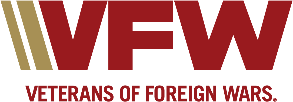 VFW
VETERANS OF FOREIGN WARS.